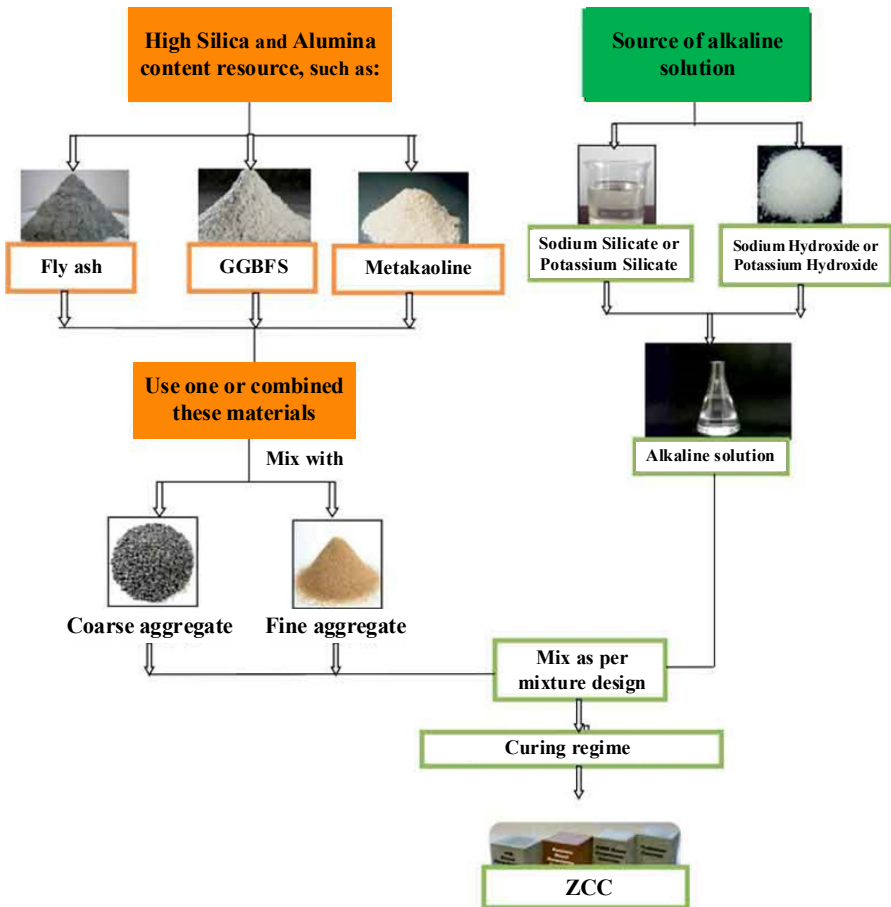 High Silica and Alumina
content resource, such as:
Source of alkaline
solution
Fly ash
GGBFS
Metakaoline
Sodium Silicate or
Potassium Silicate
Sodium Hydroxide or
Potassium Hydroxide
Use one or combined
these materials
Alkaline solution
Mix with
Coarse aggregate
Fine aggregate
Mix as per
mixture design
Curing regime
ZCC